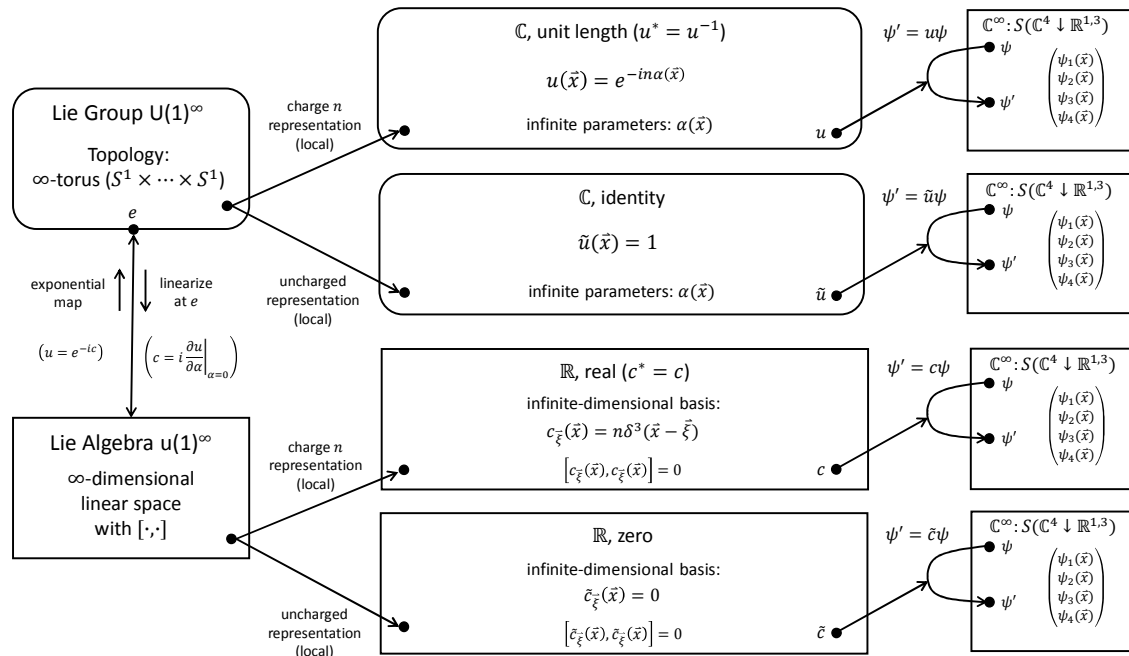 Lie Group U(1)^∞
Topology:
∞-torus (S¹ × ⋯ × S¹)
e
exponential
map
linearize
at e
(u = e^{-ic})
(c = i ∂u/∂α|_{α=0})
Lie Algebra u(1)^∞
∞-dimensional
linear space
with [·,·]
charge n
representation
(local)
uncharged
representation
(local)
charge n
representation
(local)
uncharged
representation
(local)
ℂ, unit length (u* = u⁻¹)
u(x⃗) = e^{-inα(x⃗)}
infinite parameters: α(x⃗)
u
ψ′ = uψ
ℂ^∞: S(ℂ⁴ ↓ ℝ^{1,3})
ψ
ψ′
ψ₁(x⃗)
ψ₂(x⃗)
ψ₃(x⃗)
ψ₄(x⃗)
ℂ, identity
ũ(x⃗) = 1
infinite parameters: α(x⃗)
ũ
ψ′ = ũψ
ℂ^∞: S(ℂ⁴ ↓ ℝ^{1,3})
ψ
ψ′
ψ₁(x⃗)
ψ₂(x⃗)
ψ₃(x⃗)
ψ₄(x⃗)
ℝ, real (c* = c)
infinite-dimensional basis:
c_ξ⃗(x⃗) = nδ³(x⃗ − ξ⃗)
[c_ξ⃗(x⃗), c_ξ⃗(x⃗)] = 0
c
ψ′ = cψ
ℂ^∞: S(ℂ⁴ ↓ ℝ^{1,3})
ψ
ψ′
ψ₁(x⃗)
ψ₂(x⃗)
ψ₃(x⃗)
ψ₄(x⃗)
ℝ, zero
infinite-dimensional basis:
c̃_ξ⃗(x⃗) = 0
[c̃_ξ⃗(x⃗), c̃_ξ⃗(x⃗)] = 0
c̃
ψ′ = c̃ψ
ℂ^∞: S(ℂ⁴ ↓ ℝ^{1,3})
ψ
ψ′
ψ₁(x⃗)
ψ₂(x⃗)
ψ₃(x⃗)
ψ₄(x⃗)